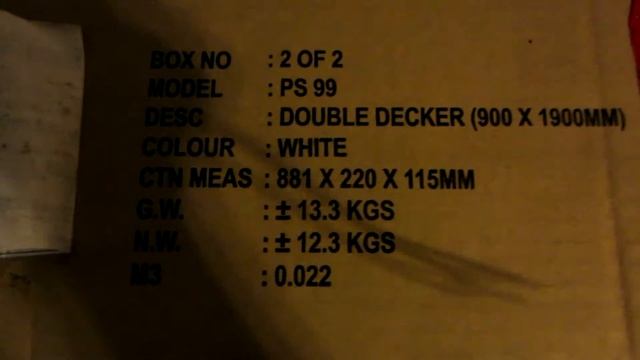 BOX NO : 2 OF 2
MODEL : PS 99
DESC : DOUBLE DECKER (900 X 1900MM)
COLOUR : WHITE
CTN MEAS : 881 X 220 X 115MM
G.W. : ± 13.3 KGS
N.W. : ± 12.3 KGS
M3 : 0.022